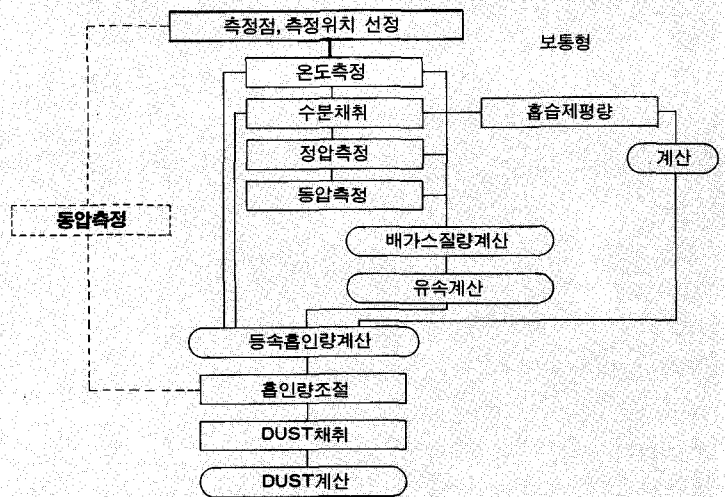 측정점, 측정위치 선정
보통형
온도측정
수분채취
흡습제평량
정압측정
계산
동압측정
동압측정
배가스질량계산
유속계산
등속흡인량계산
흡인량조절
DUST채취
DUST계산